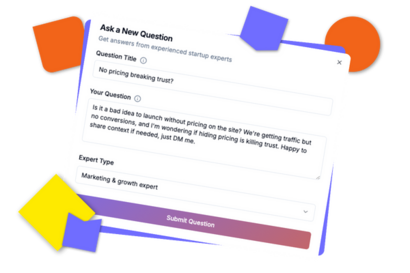 Ask a New Question
Get answers from experienced startup experts
Question Title
No pricing breaking trust?
Your Question
Is it a bad idea to launch without pricing on the site? We're getting traffic but
no conversions, and I'm wondering if hiding pricing is killing trust. Happy to
share context if needed, just DM me.
Expert Type
Marketing & growth expert
Submit Question